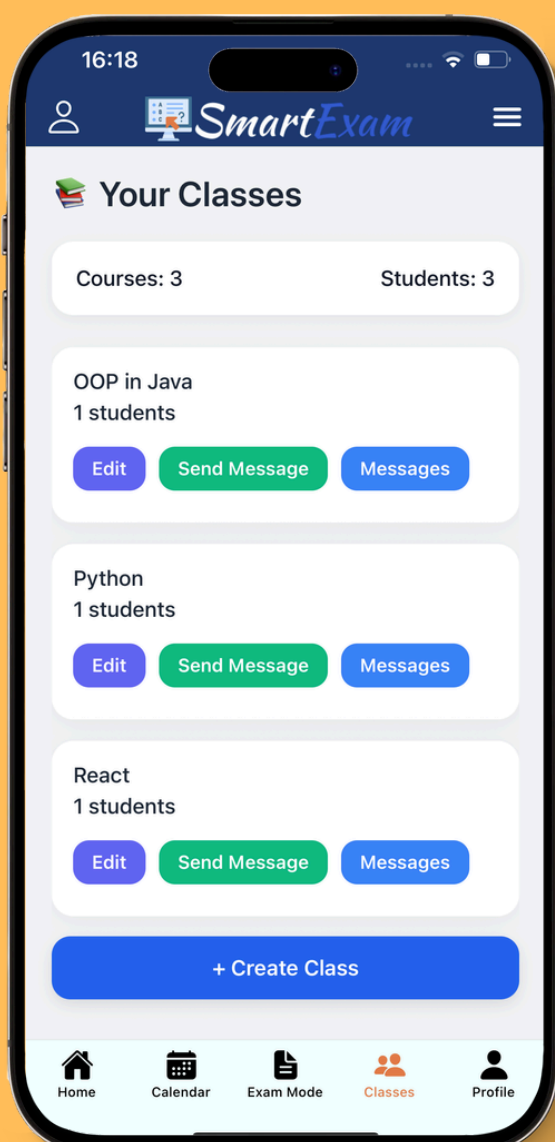 16:18
SmartExam
📚 Your Classes
Courses: 3 Students: 3
OOP in Java
1 students
Edit Send Message Messages
Python
1 students
Edit Send Message Messages
React
1 students
Edit Send Message Messages
+ Create Class
Home Calendar Exam Mode Classes Profile